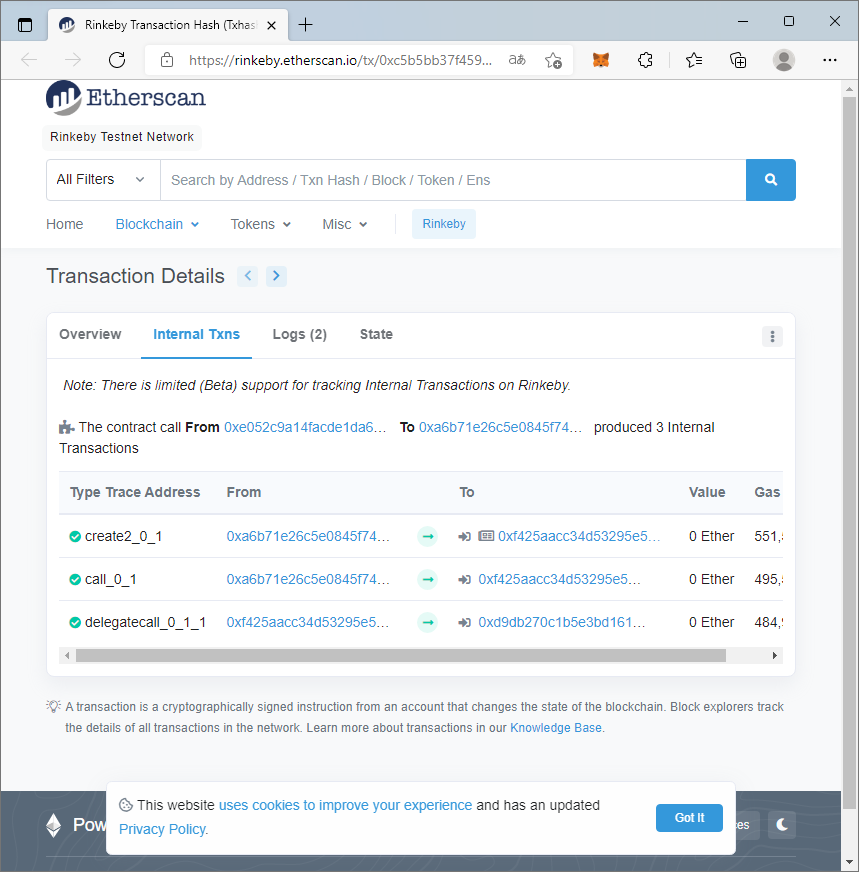 Rinkeby Transaction Hash (Txhas
https://rinkeby.etherscan.io/tx/0xc5b5bb37f459...
Etherscan
Rinkeby Testnet Network
All Filters
Search by Address / Txn Hash / Block / Token / Ens
Home Blockchain Tokens Misc Rinkeby
Transaction Details
Overview Internal Txns Logs (2) State
Note: There is limited (Beta) support for tracking Internal Transactions on Rinkeby.
The contract call From 0xe052c9a14facde1da6... To 0xa6b71e26c5e0845f74... produced 3 Internal
Transactions
Type Trace Address From To Value Gas
create2_0_1 0xa6b71e26c5e0845f74... 0xf425aacc34d53295e5... 0 Ether 551,
call_0_1 0xa6b71e26c5e0845f74... 0xf425aacc34d53295e5... 0 Ether 495,
delegatecall_0_1_1 0xf425aacc34d53295e5... 0xd9db270c1b5e3bd161... 0 Ether 484,
A transaction is a cryptographically signed instruction from an account that changes the state of the blockchain. Block explorers track
the details of all transactions in the network. Learn more about transactions in our Knowledge Base.
This website uses cookies to improve your experience and has an updated
Privacy Policy.
Got It
Pow
ces